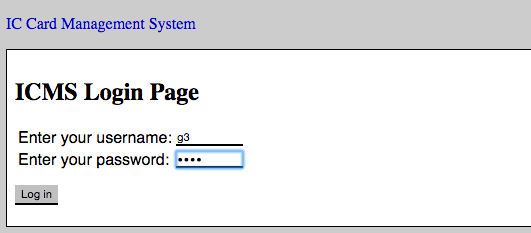 IC Card Management System
ICMS Login Page
Enter your username: g3
Enter your password: ••••
Log in